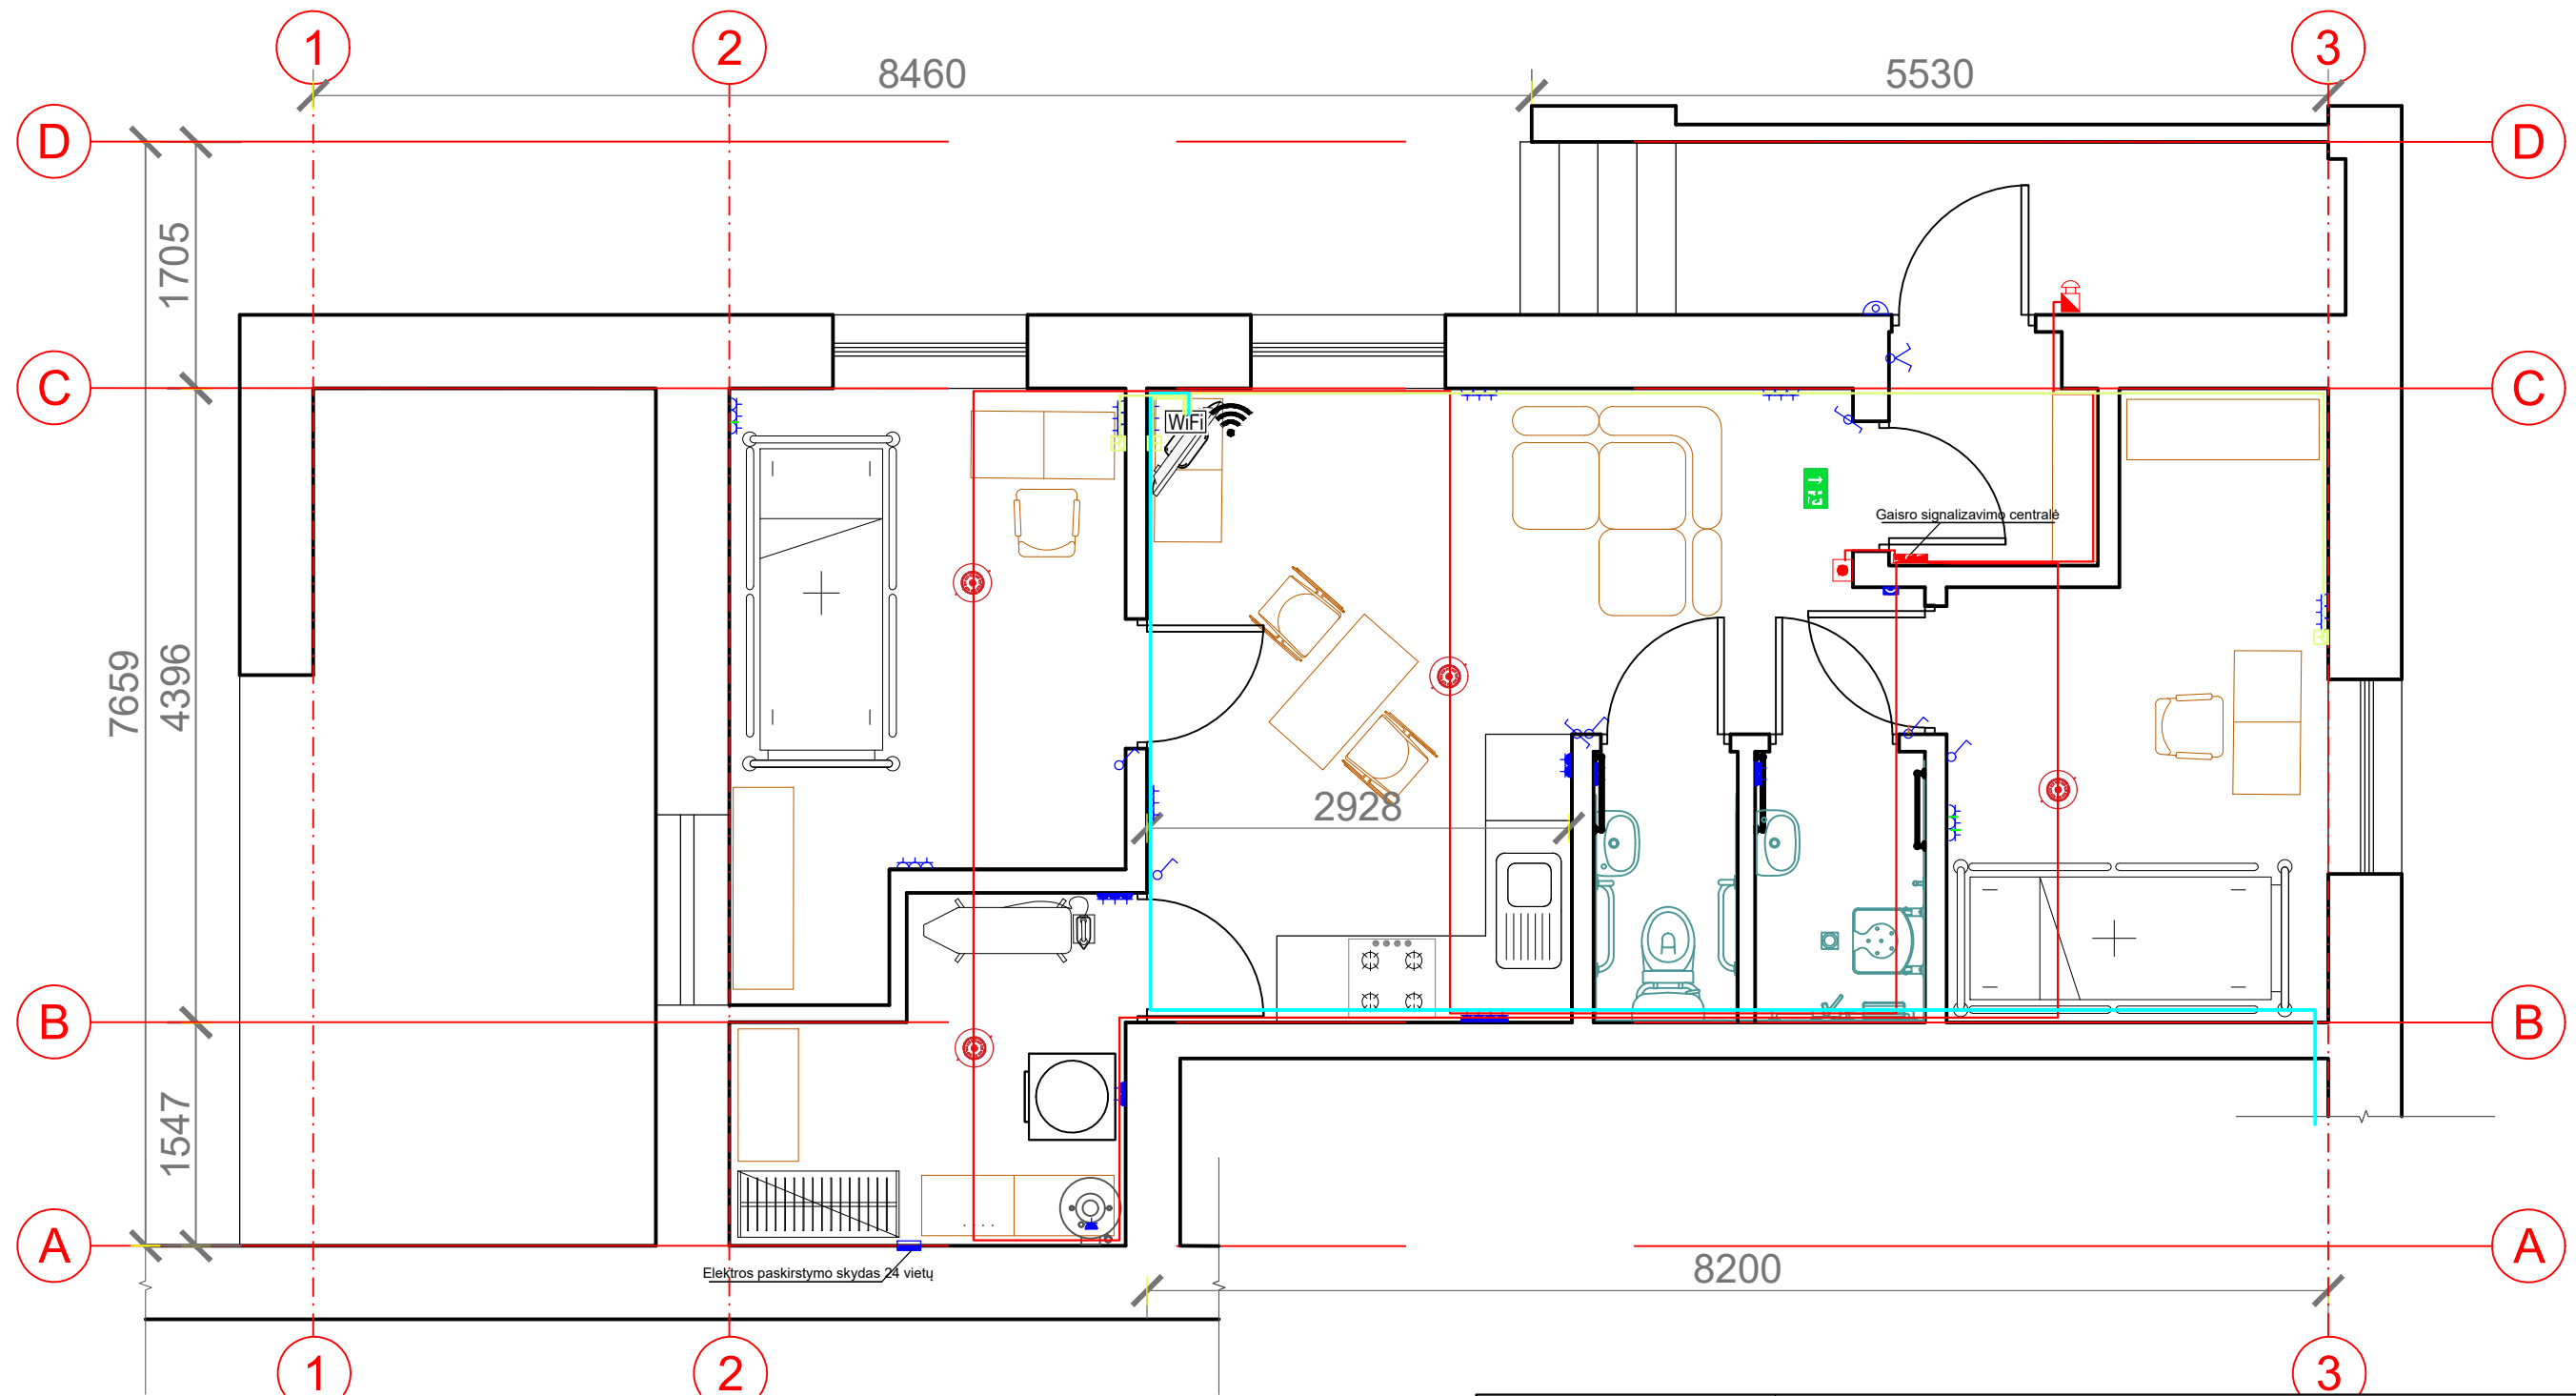 1
2
3
8460
5530
D
D
1705
C
C
WiFi
Gaisro signalizavimo centralė
7659
4396
2928
B
B
1547
A
A
8200
Elektros paskirstymo skydas 24 vietų
1
2
3